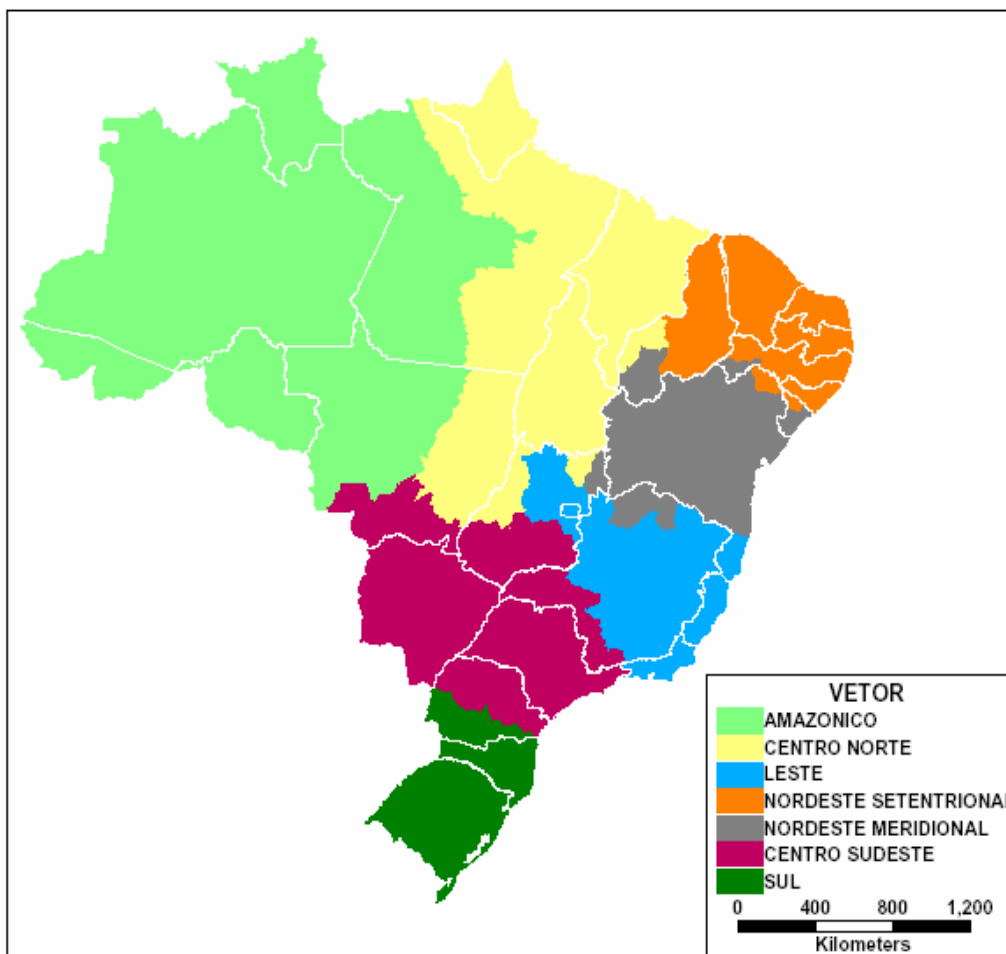 VETOR
AMAZONICO
CENTRO NORTE
LESTE
NORDESTE SETENTRIONAL
NORDESTE MERIDIONAL
CENTRO SUDESTE
SUL
0 400 800 1,200
Kilometers